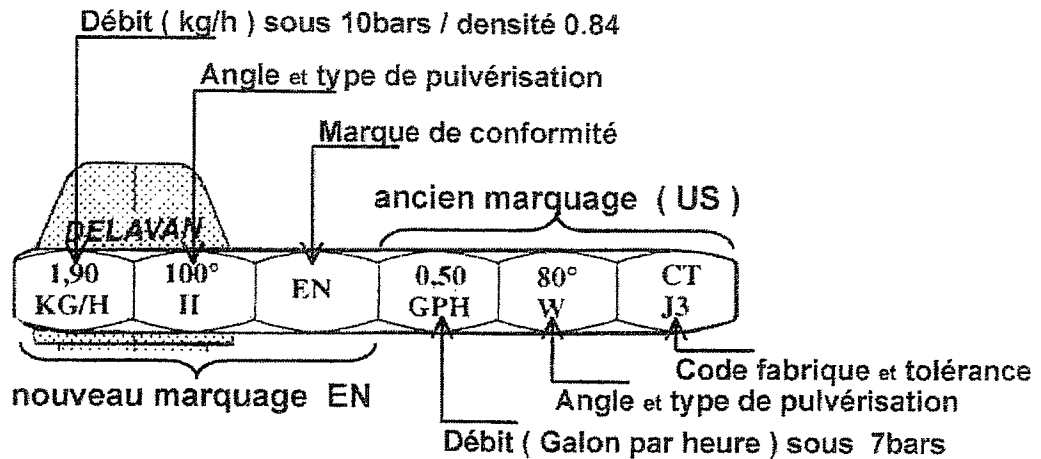 Débit ( kg/h ) sous 10bars / densité 0.84
Angle et type de pulvérisation
Marque de conformité
ancien marquage ( US )
DELAVAN
1,90
KG/H
100°
II
EN
0,50
GPH
80°
W
CT
J3
nouveau marquage EN
Code fabrique et tolérance
Angle et type de pulvérisation
Débit ( Galon par heure ) sous 7bars